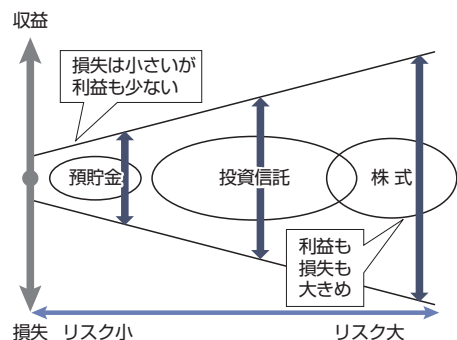 収益
損失は小さいが
利益も少ない
預貯金
投資信託
株 式
利益も
損失も
大きめ
損失
リスク小
リスク大